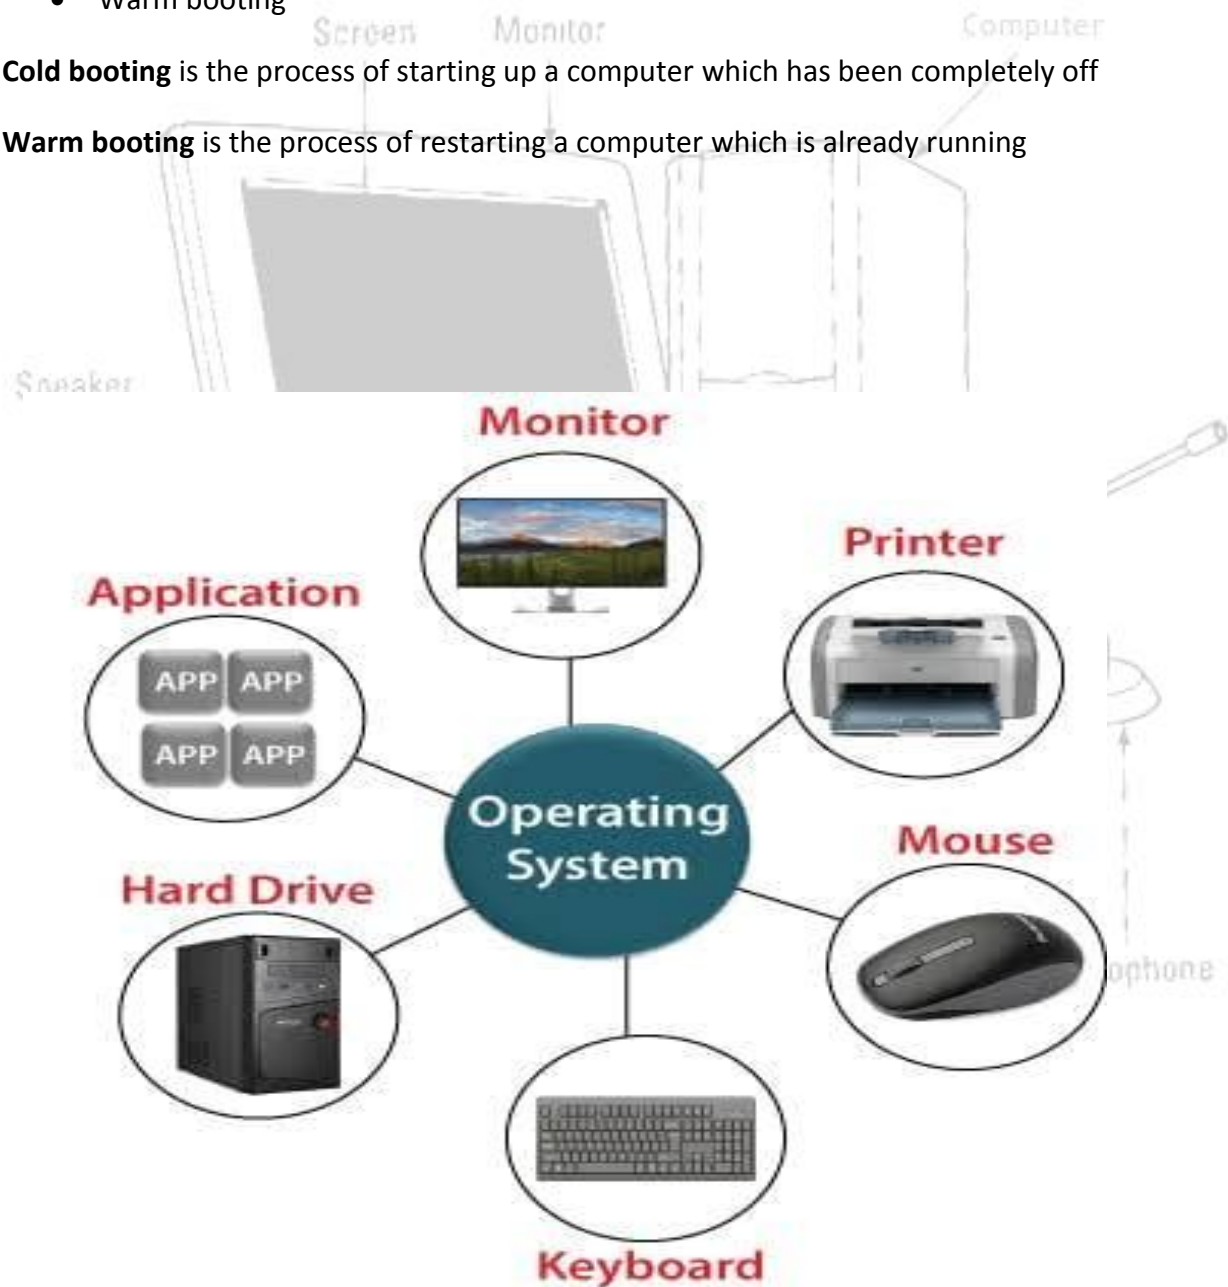 • Warm booting
Screen Monitor Computer
Cold booting is the process of starting up a computer which has been completely off
Warm booting is the process of restarting a computer which is already running
Speaker
Monitor
Printer
Application
APP APP
APP APP
Operating
System
Mouse
Hard Drive
ophone
Keyboard